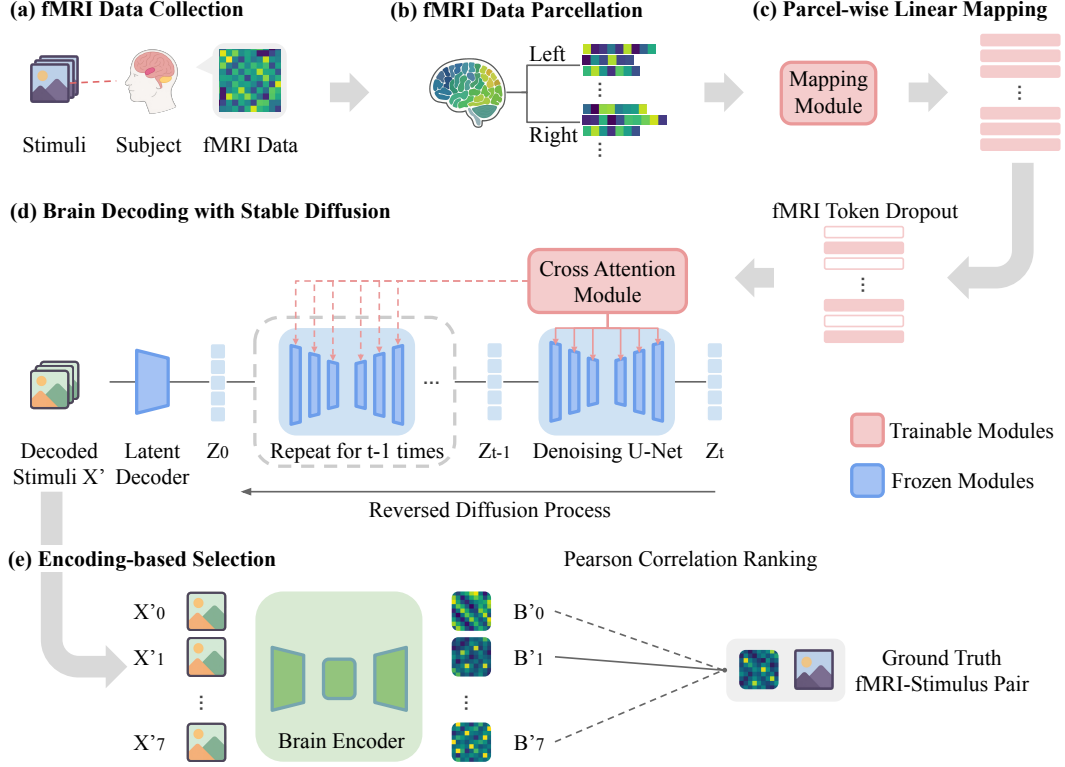 (a) fMRI Data Collection
Stimuli
Subject
fMRI Data
(b) fMRI Data Parcellation
Left
Right
(c) Parcel-wise Linear Mapping
Mapping
Module
(d) Brain Decoding with Stable Diffusion
fMRI Token Dropout
Cross Attention
Module
Decoded
Stimuli X’
Latent
Decoder
Z0
Repeat for t-1 times
...
Zt-1
Denoising U-Net
Zt
Reversed Diffusion Process
Trainable Modules
Frozen Modules
(e) Encoding-based Selection
Pearson Correlation Ranking
X’0
X’1
X’7
Brain Encoder
B’0
B’1
B’7
Ground Truth
fMRI-Stimulus Pair